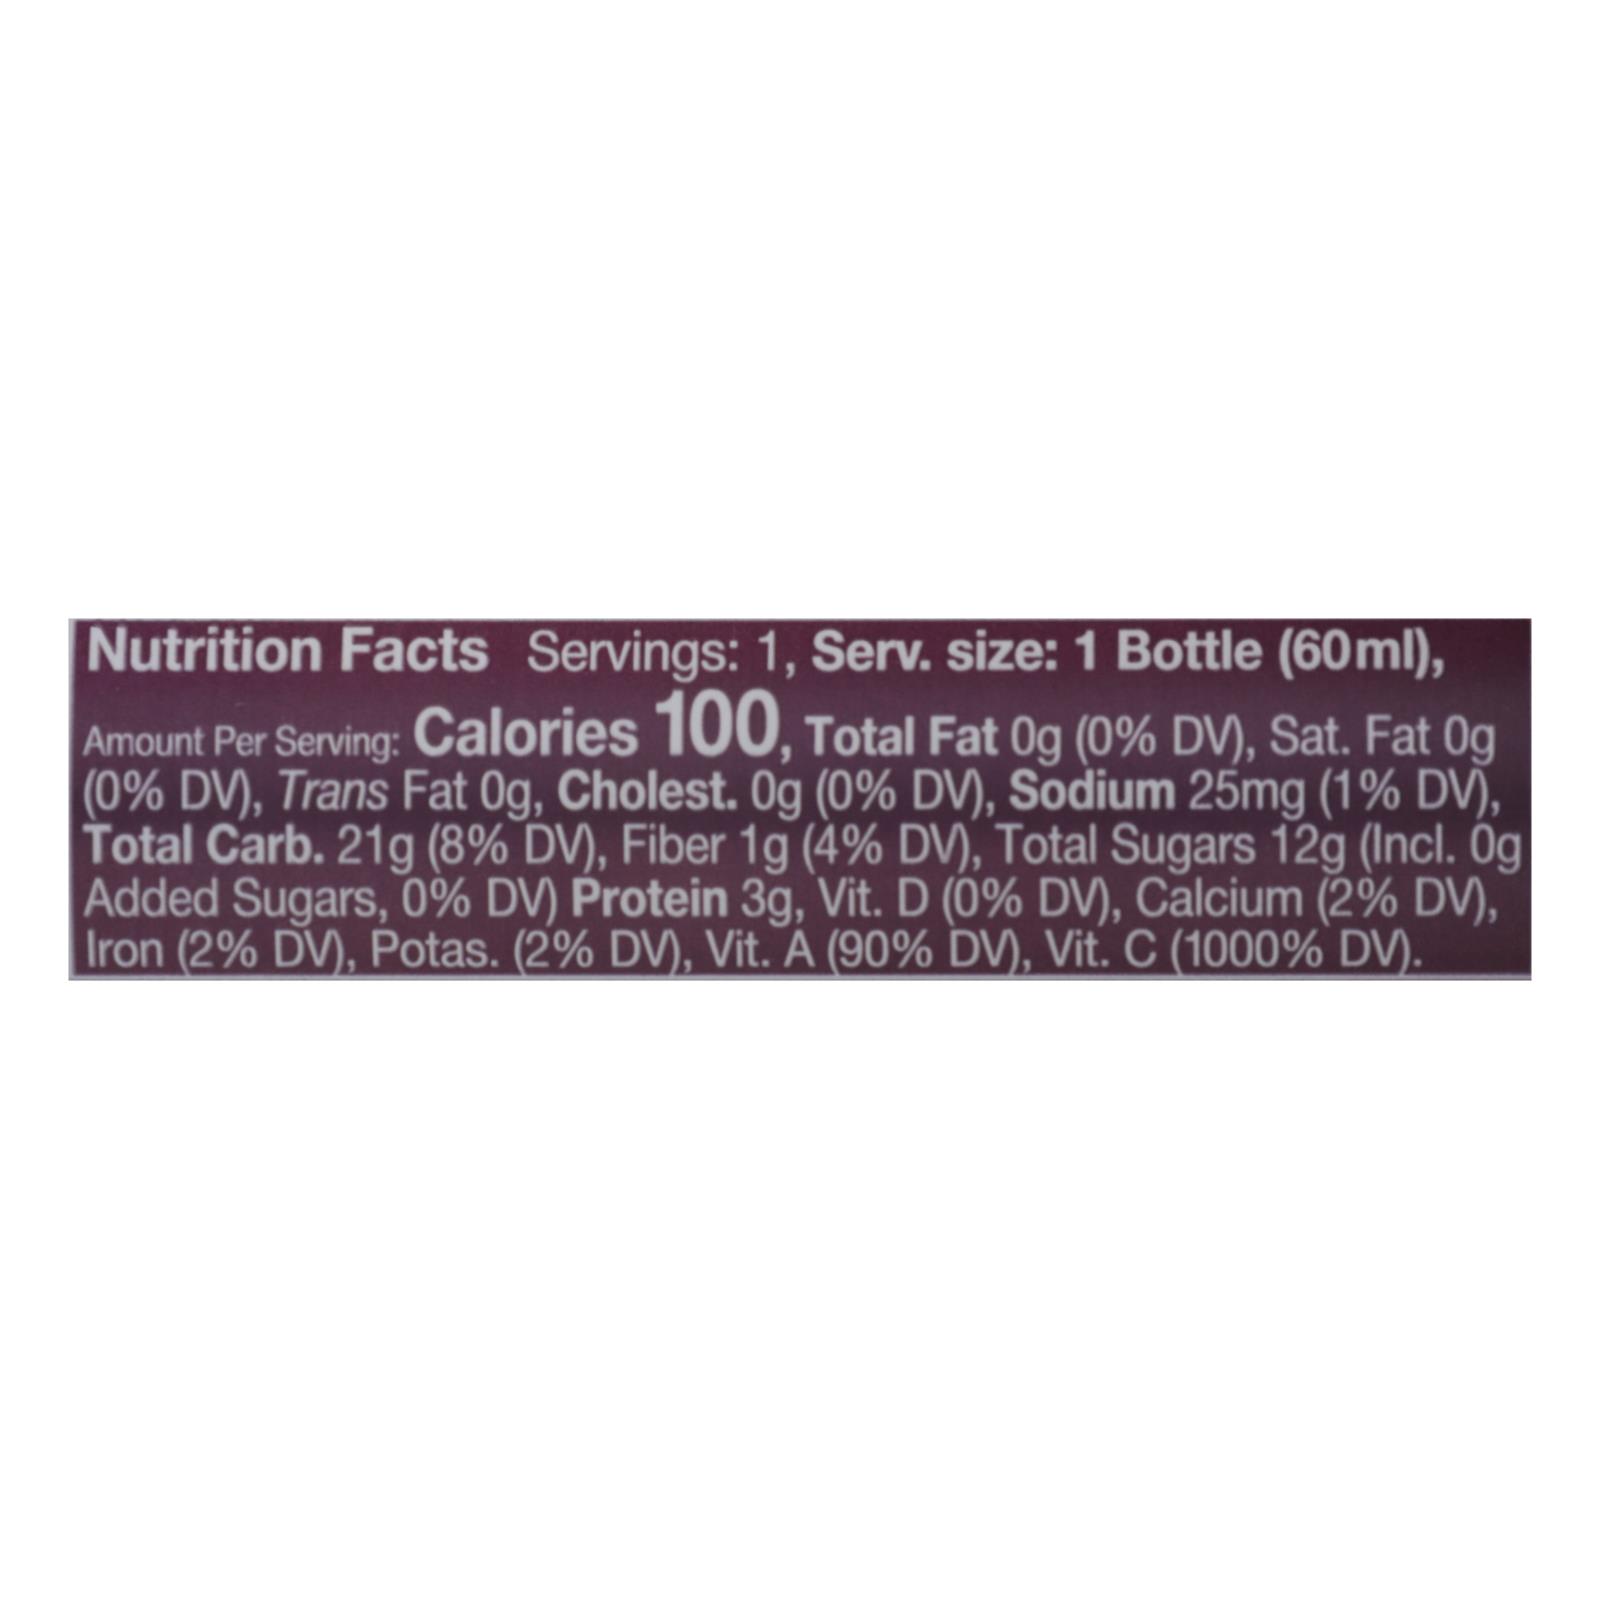 Nutrition Facts Servings: 1, Serv. size: 1 Bottle (60ml),
Amount Per Serving: Calories 100, Total Fat 0g (0% DV), Sat. Fat 0g
(0% DV), Trans Fat 0g, Cholest. 0g (0% DV), Sodium 25mg (1% DV),
Total Carb. 21g (8% DV), Fiber 1g (4% DV), Total Sugars 12g (Incl. 0g
Added Sugars, 0% DV) Protein 3g, Vit. D (0% DV), Calcium (2% DV),
Iron (2% DV), Potas. (2% DV), Vit. A (90% DV), Vit. C (1000% DV).